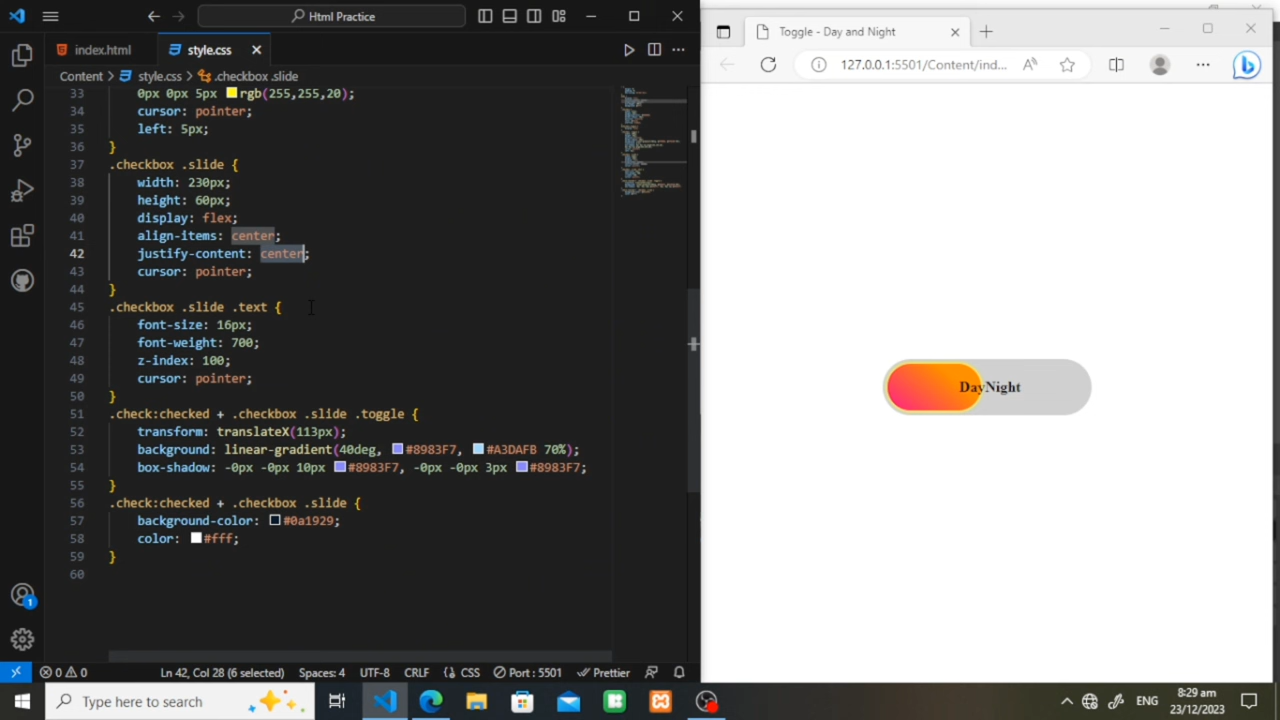 Html Practice
index.html
style.css
Content > style.css > .checkbox .slide
33 0px 0px 5px rgb(255,255,20);
34 cursor: pointer;
35 left: 5px;
36 }
37 .checkbox .slide {
38 width: 230px;
39 height: 60px;
40 display: flex;
41 align-items: center;
42 justify-content: center;
43 cursor: pointer;
44 }
45 .checkbox .slide .text {
46 font-size: 16px;
47 font-weight: 700;
48 z-index: 100;
49 cursor: pointer;
50 }
51 .check:checked + .checkbox .slide .toggle {
52 transform: translateX(113px);
53 background: linear-gradient(40deg, #8983F7, #A3DAFB 70%);
54 box-shadow: -0px -0px 10px #8983F7, -0px -0px 3px #8983F7;
55 }
56 .check:checked + .checkbox .slide {
57 background-color: #0a1929;
58 color: #fff;
59 }
60
1
0 0 Ln 42, Col 28 (6 selected) Spaces: 4 UTF-8 CRLF {} CSS Port : 5501 Prettier
Toggle - Day and Night
127.0.0.1:5501/Content/ind...
DayNight
Type here to search
ENG
8:29 am
23/12/2023